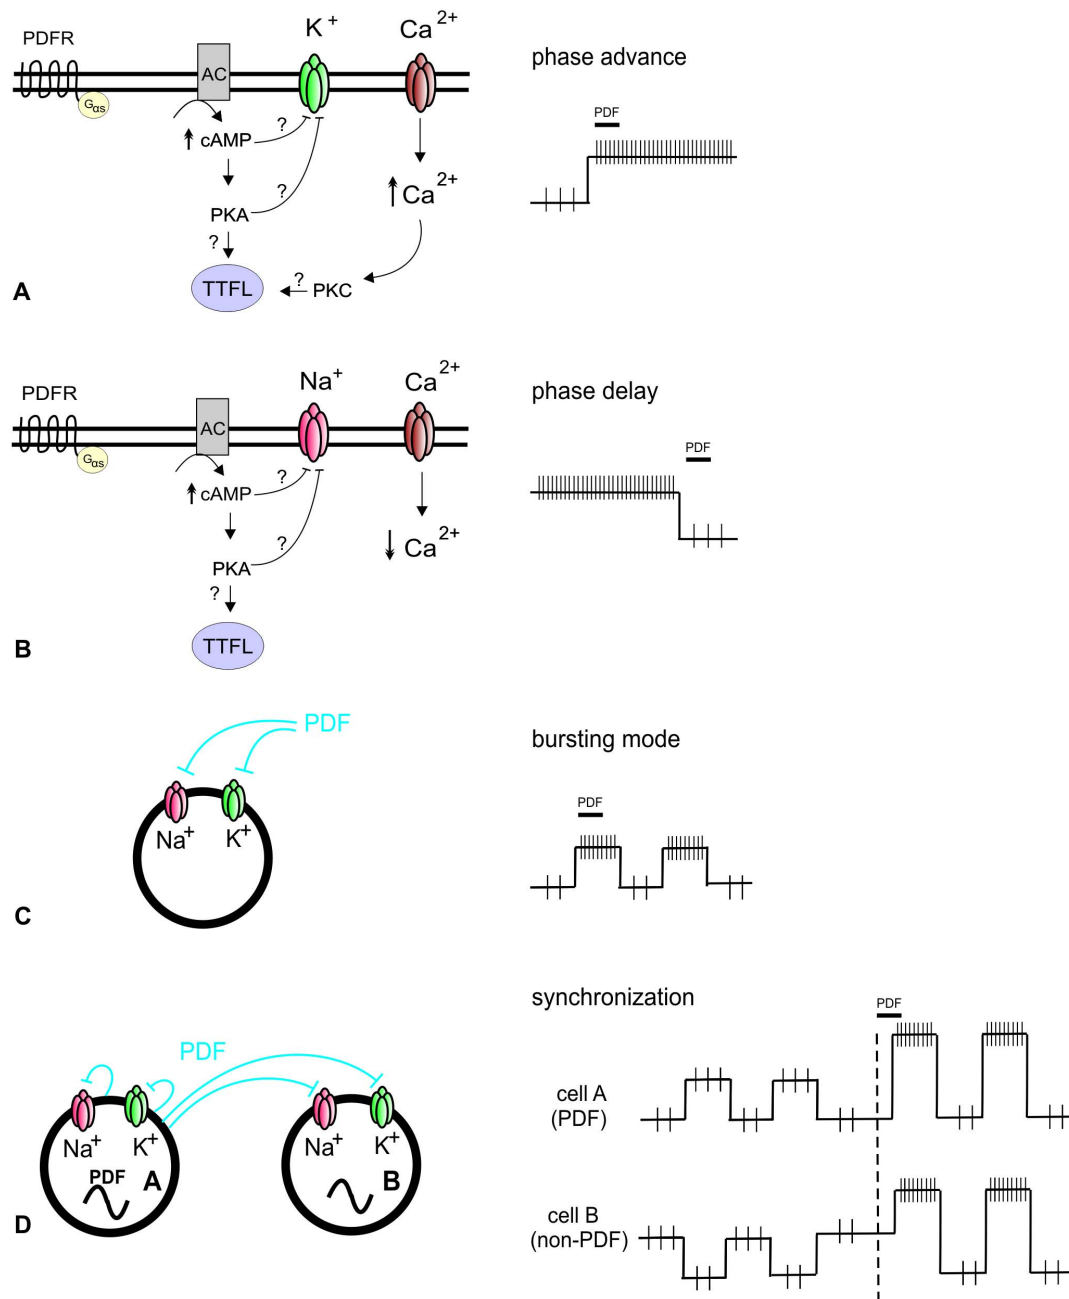 PDFR
K+
Ca2+
AC
Gαs
cAMP
?
?
Ca2+
PKA
?
TTFL
?
PKC
A
phase advance
PDF
PDFR
Na+
Ca2+
AC
Gαs
cAMP
?
?
Ca2+
PKA
?
TTFL
B
phase delay
PDF
PDF
Na+
K+
C
bursting mode
PDF
PDF
Na+
K+
PDF
A
Na+
K+
B
D
synchronization
PDF
cell A
(PDF)
cell B
(non-PDF)